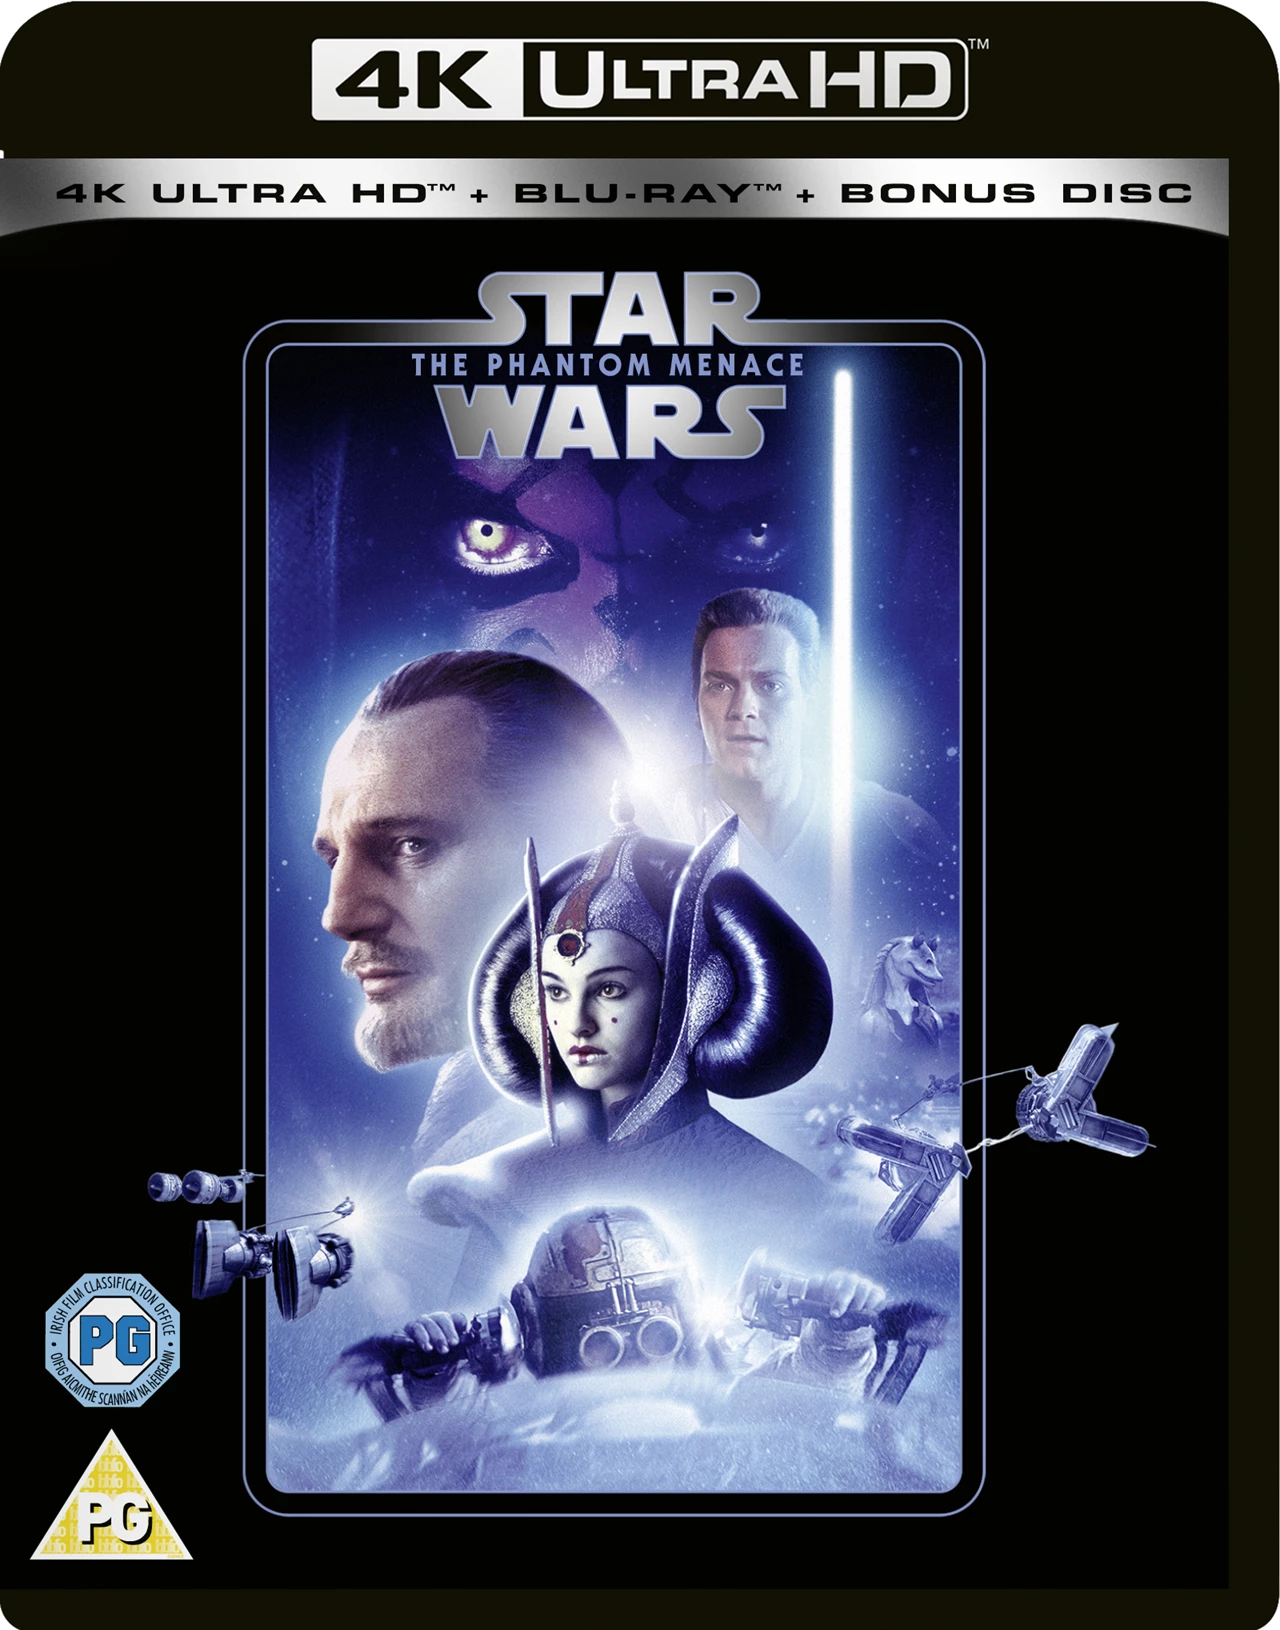 4K ULTRA HD™
4K ULTRA HD™ + BLU-RAY™ + BONUS DISC
STAR
THE PHANTOM MENACE
WARS
• IRISH FILM CLASSIFICATION OFFICE •
PG
OIFIG AICMITHE SCANNÁN NA hÉIREANN
PG